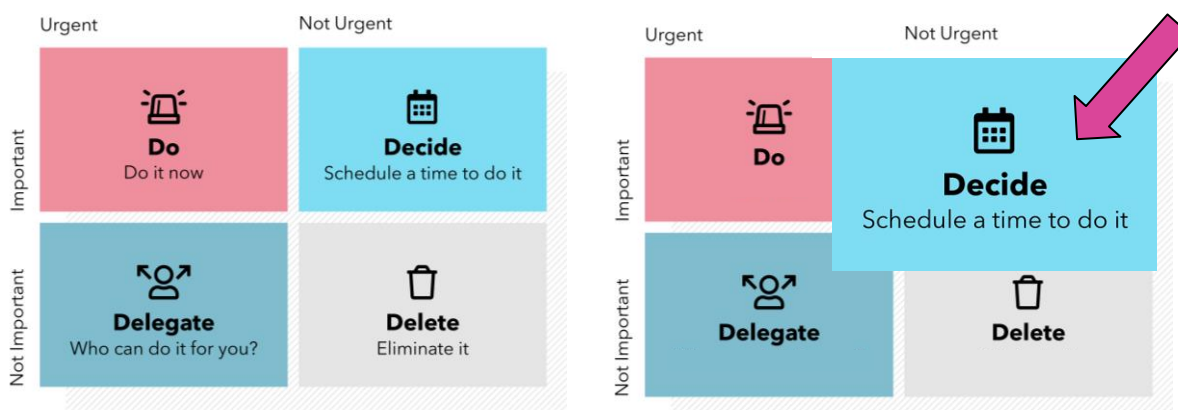 Urgent
Not Urgent
Important
Do
Do it now
Decide
Schedule a time to do it
Not Important
Delegate
Who can do it for you?
Delete
Eliminate it
Urgent
Not Urgent
Important
Do
Decide
Schedule a time to do it
Not Important
Delegate
Delete